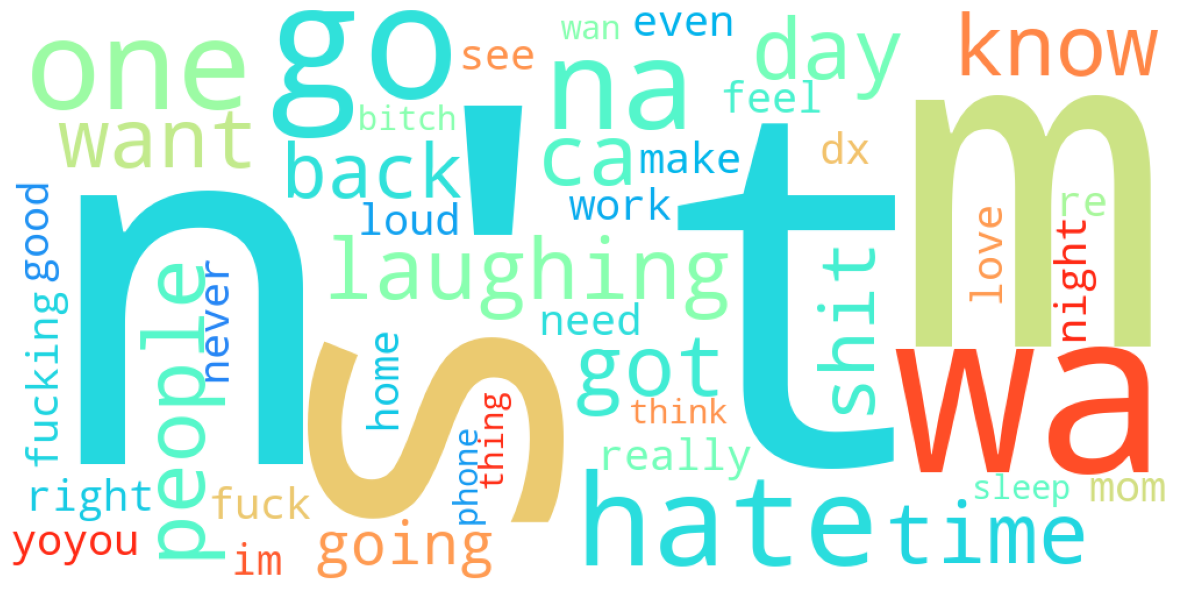 one
go
see
wan
even
na
day
know
want
bitch
feel
m
back
ca
make
dx
loud
work
n't
good
people
never
laughing
need
shit
love
re
night
fucking
home
s
got
wa
think
thing
phone
really
hate
right
fuck
sleep
mom
yoyou
im
going
time